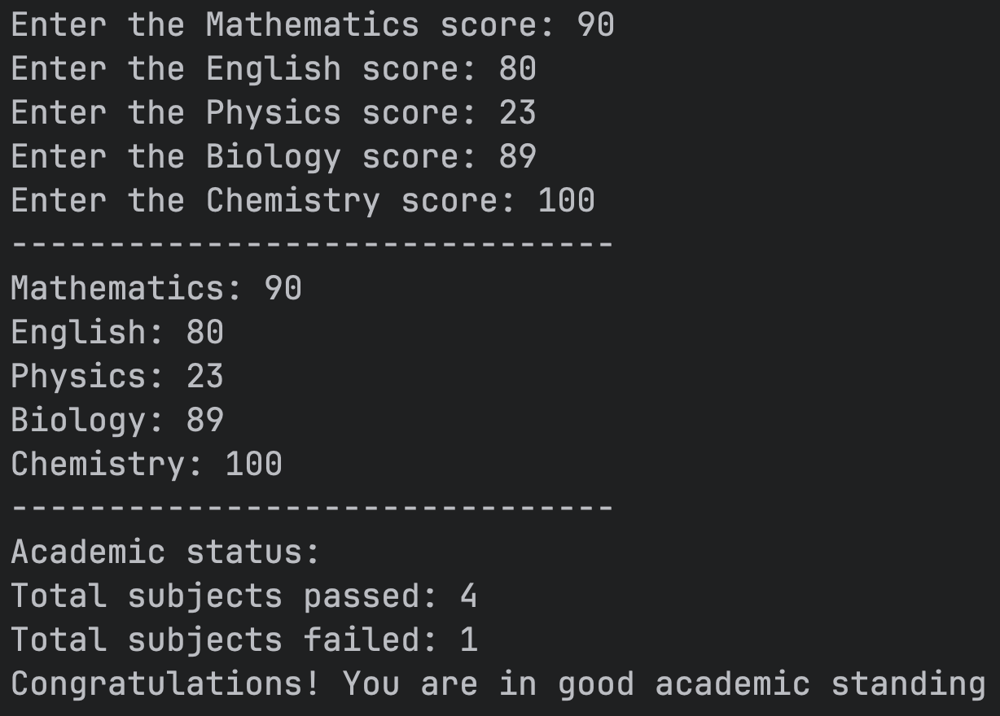 Enter the Mathematics score: 90
Enter the English score: 80
Enter the Physics score: 23
Enter the Biology score: 89
Enter the Chemistry score: 100
-------------------------------
Mathematics: 90
English: 80
Physics: 23
Biology: 89
Chemistry: 100
-------------------------------
Academic status:
Total subjects passed: 4
Total subjects failed: 1
Congratulations! You are in good academic standing